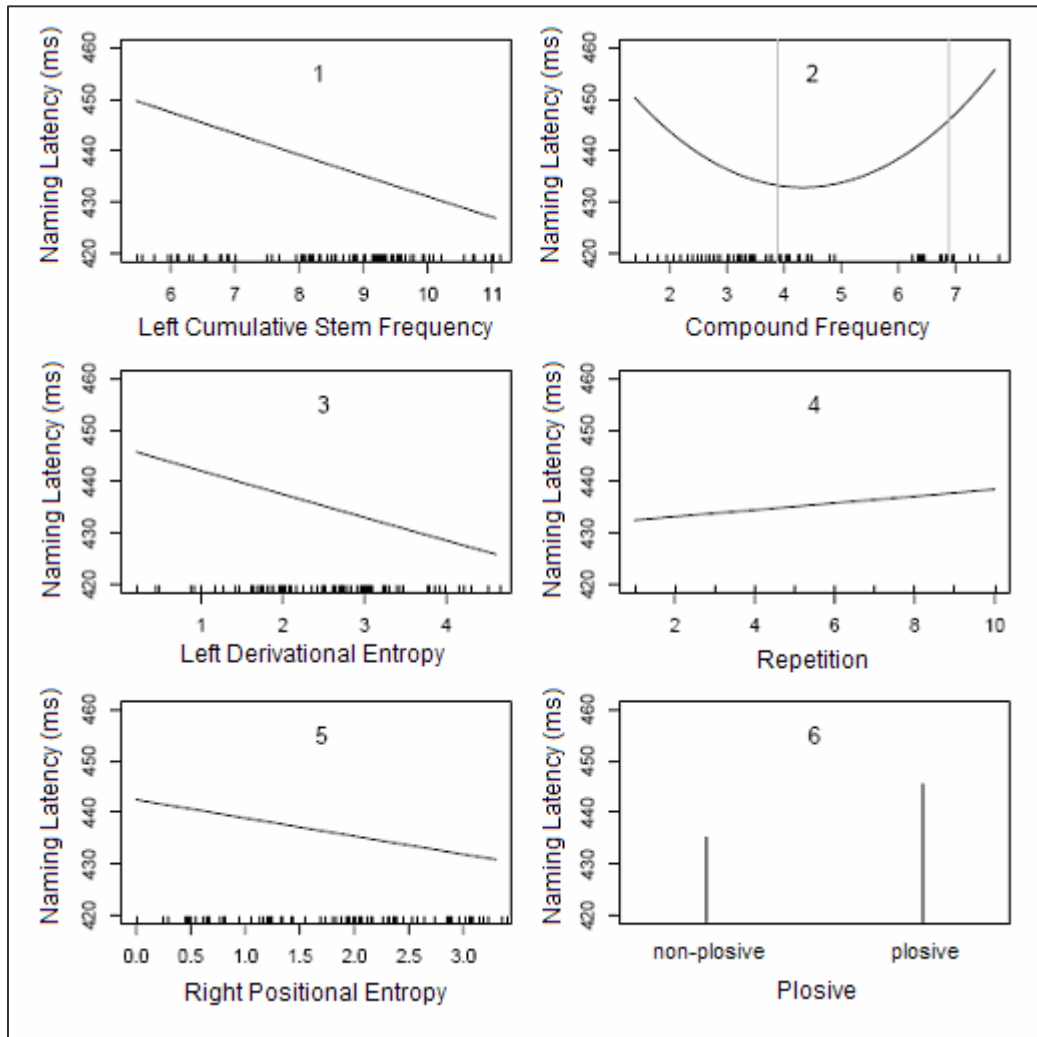 Naming Latency (ms)
460
450
440
430
420
1
6 7 8 9 10 11
Left Cumulative Stem Frequency
Naming Latency (ms)
460
450
440
430
420
2
2 3 4 5 6 7
Compound Frequency
Naming Latency (ms)
460
450
440
430
420
3
1 2 3 4
Left Derivational Entropy
Naming Latency (ms)
460
450
440
430
420
4
2 4 6 8 10
Repetition
Naming Latency (ms)
460
450
440
430
420
5
0.0 0.5 1.0 1.5 2.0 2.5 3.0
Right Positional Entropy
Naming Latency (ms)
460
450
440
430
420
6
non-plosive plosive
Plosive